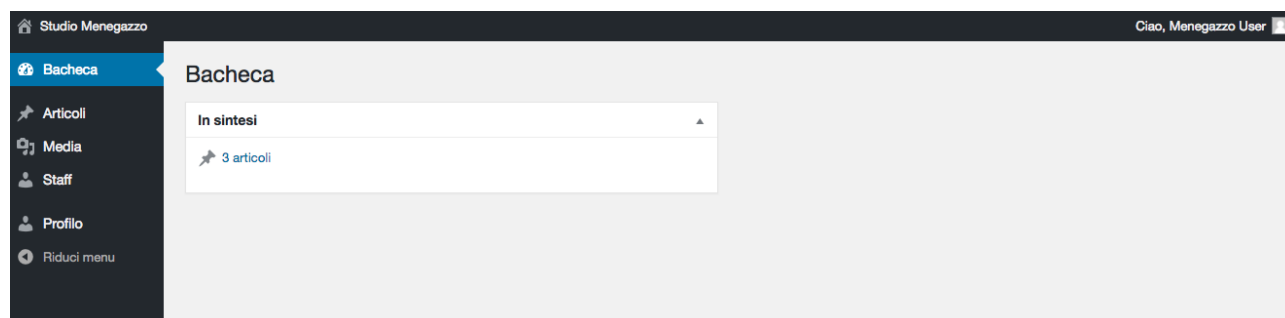 Studio Menegazzo
Ciao, Menegazzo User
Bacheca
Articoli
Media
Staff
Profilo
Riduci menu
Bacheca
In sintesi
3 articoli